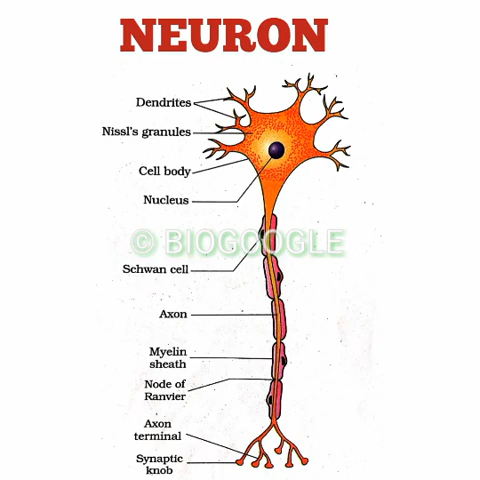 NEURON
Dendrites
Nissl's granules
Cell body
Nucleus
© BIOGOOGLE
Schwan cell
Axon
Myelin
sheath
Node of
Ranvier
Axon
terminal
Synaptic
knob